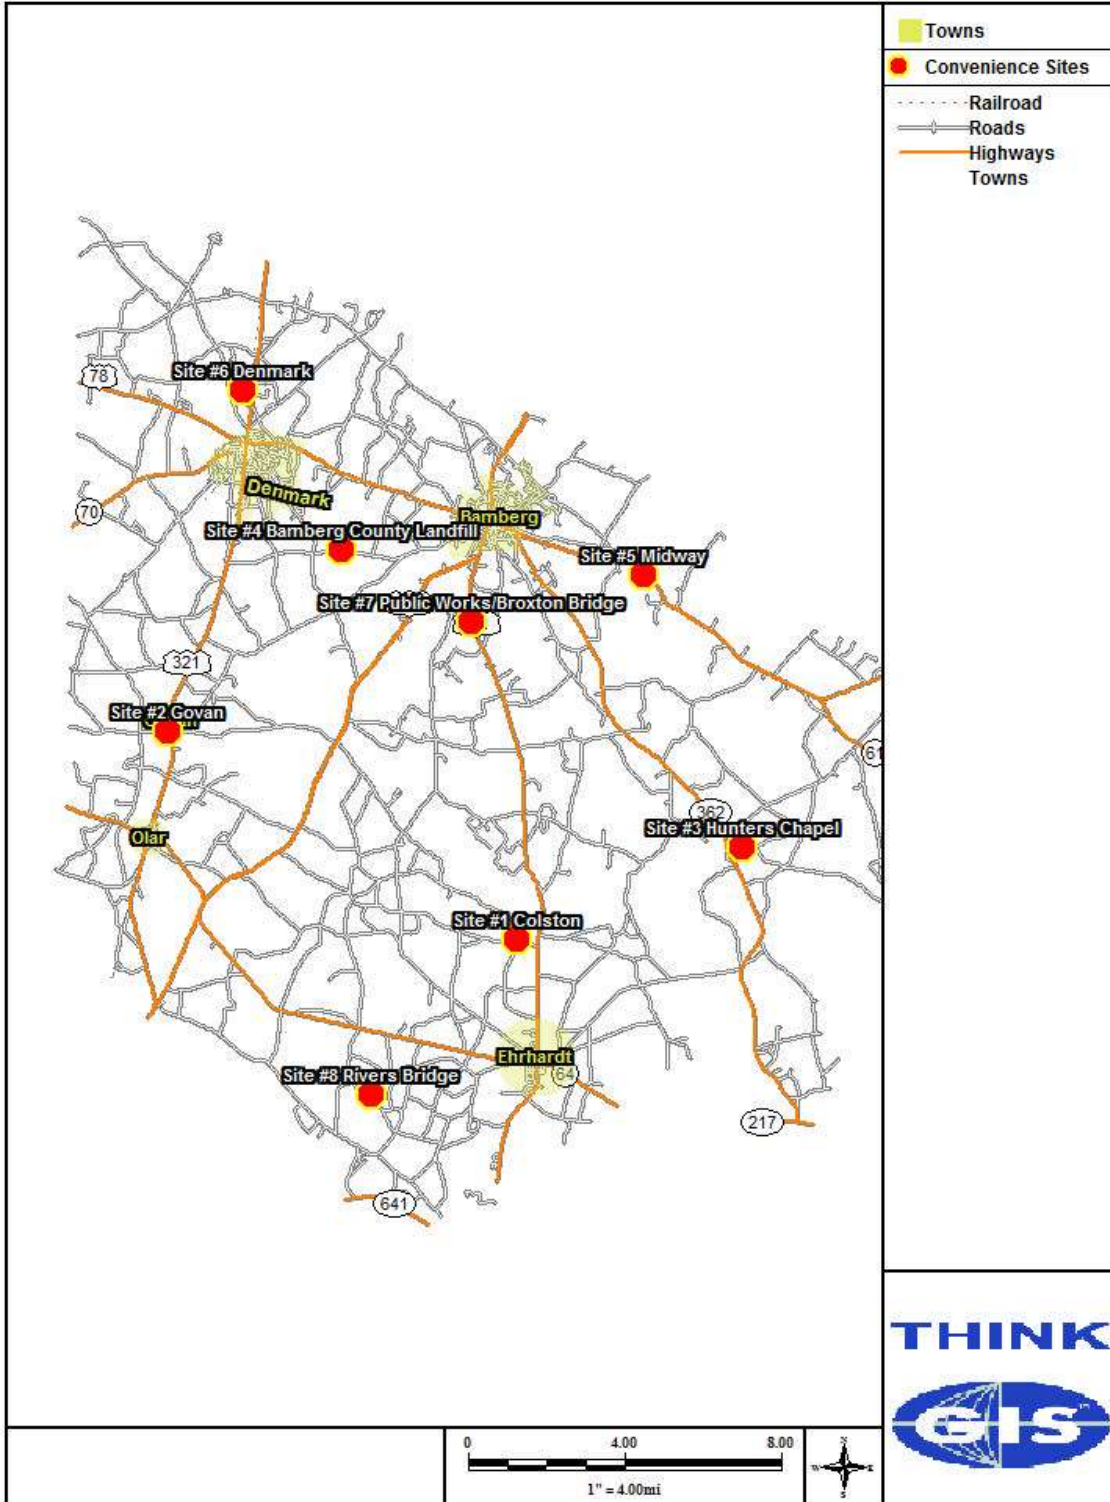 Towns
Convenience Sites
Railroad
Roads
Highways
Towns
Site #6 Denmark
78
Denmark
70
Bamberg
Site #4 Bamberg County Landfill
Site #5 Midway
Site #7 Public Works/Broxton Bridge
321
Site #2 Govan
61
362
Olar
Site #3 Hunters Chapel
Site #1 Colston
Ehrhardt
64
Site #8 Rivers Bridge
217
641
THINK
GIS
0 4.00 8.00
1" = 4.00mi
N
W E
S